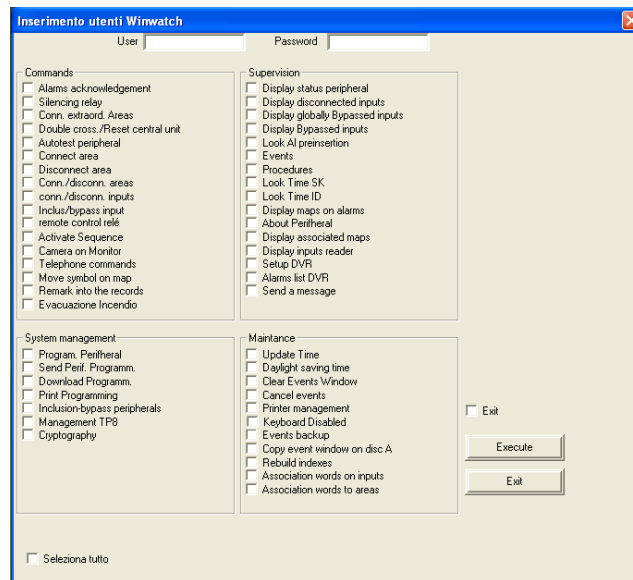 Inserimento utenti Winwatch
User Password
Commands
Alarms acknowledgement
Silencing relay
Conn. extraord. Areas
Double cross./Reset central unit
Autotest peripheral
Connect area
Disconnect area
Conn./disconn. areas
conn./disconn. inputs
Inclus/bypass input
remote control relé
Activate Sequence
Camera on Monitor
Telephone commands
Move symbol on map
Remark into the records
Evacuazione Incendio
Supervision
Display status peripheral
Display disconnected inputs
Display globally Bypassed inputs
Display Bypassed inputs
Look AI preinsertion
Events
Procedures
Look Time SK
Look Time ID
Display maps on alarms
About Perifheral
Display associated maps
Display inputs reader
Setup DVR
Alarms list DVR
Send a message
System management
Program. Perifheral
Send Perif. Programm.
Download Programm.
Print Programming
Inclusion-bypass peripherals
Management TP8
Cryptography
Maintance
Update Time
Daylight saving time
Clear Events Window
Cancel events
Printer management
Keyboard Disabled
Events backup
Copy event window on disc A
Rebuild indexes
Association words on inputs
Association words to areas
Exit
Execute
Exit
Seleziona tutto